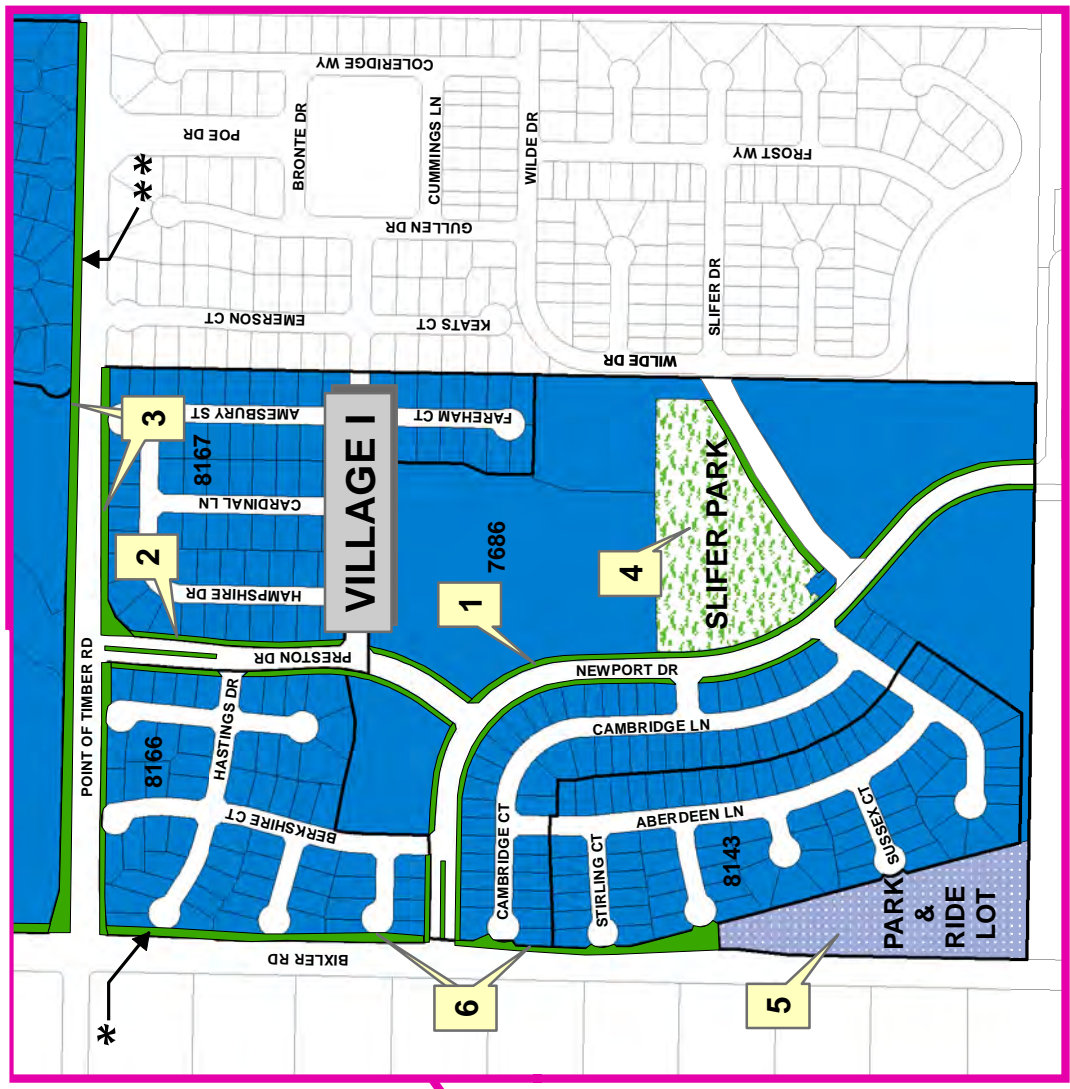 COLERIDGE WY
POE DR
BRONTE DR
CUMMINGS LN
WILDE DR
FROST WY
**
GULLEN DR
SLIFER DR
EMERSON CT
KEATS CT
WILDE DR
3
AMESBURY ST
FAREHAM CT
8167
CARDINAL LN
VILLAGE I
2
HAMPSHIRE DR
7686
SLIFER PARK
4
1
POINT OF TIMBER RD
PRESTON DR
NEWPORT DR
HASTINGS DR
8166
CAMBRIDGE LN
BERKSHIRE CT
CAMBRIDGE CT
ABERDEEN LN
STIRLING CT
8143
SUSSEX CT
PARK
&
RIDE
LOT
BIXLER RD
*
6
5